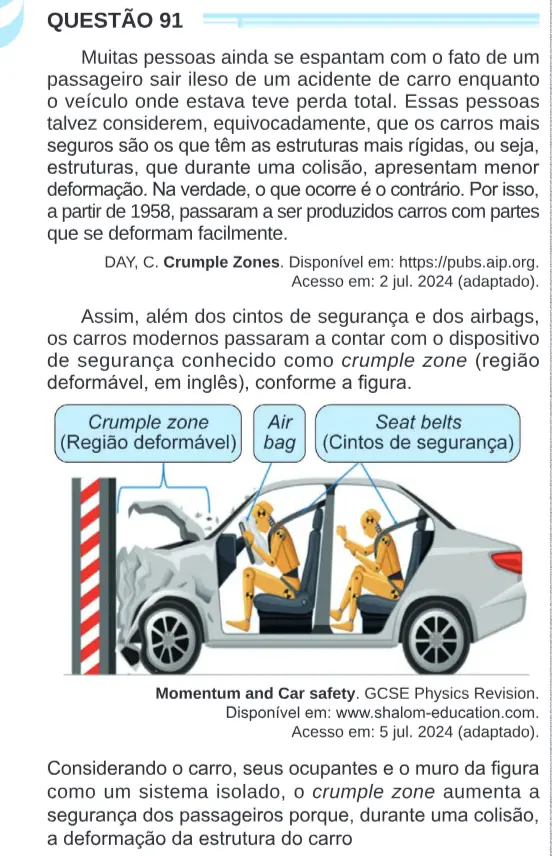 QUESTÃO 91
Muitas pessoas ainda se espantam com o fato de um
passageiro sair ileso de um acidente de carro enquanto
o veículo onde estava teve perda total. Essas pessoas
talvez considerem, equivocadamente, que os carros mais
seguros são os que têm as estruturas mais rígidas, ou seja,
estruturas, que durante uma colisão, apresentam menor
deformação. Na verdade, o que ocorre é o contrário. Por isso,
a partir de 1958, passaram a ser produzidos carros com partes
que se deformam facilmente.
DAY, C. Crumple Zones. Disponível em: https://pubs.aip.org.
Acesso em: 2 jul. 2024 (adaptado).
Assim, além dos cintos de segurança e dos airbags,
os carros modernos passaram a contar com o dispositivo
de segurança conhecido como crumple zone (região
deformável, em inglês), conforme a figura.
Crumple zone
(Região deformável)
Air
bag
Seat belts
(Cintos de segurança)
Momentum and Car safety. GCSE Physics Revision.
Disponível em: www.shalom-education.com.
Acesso em: 5 jul. 2024 (adaptado).
Considerando o carro, seus ocupantes e o muro da figura
como um sistema isolado, o crumple zone aumenta a
segurança dos passageiros porque, durante uma colisão,
a deformação da estrutura do carro